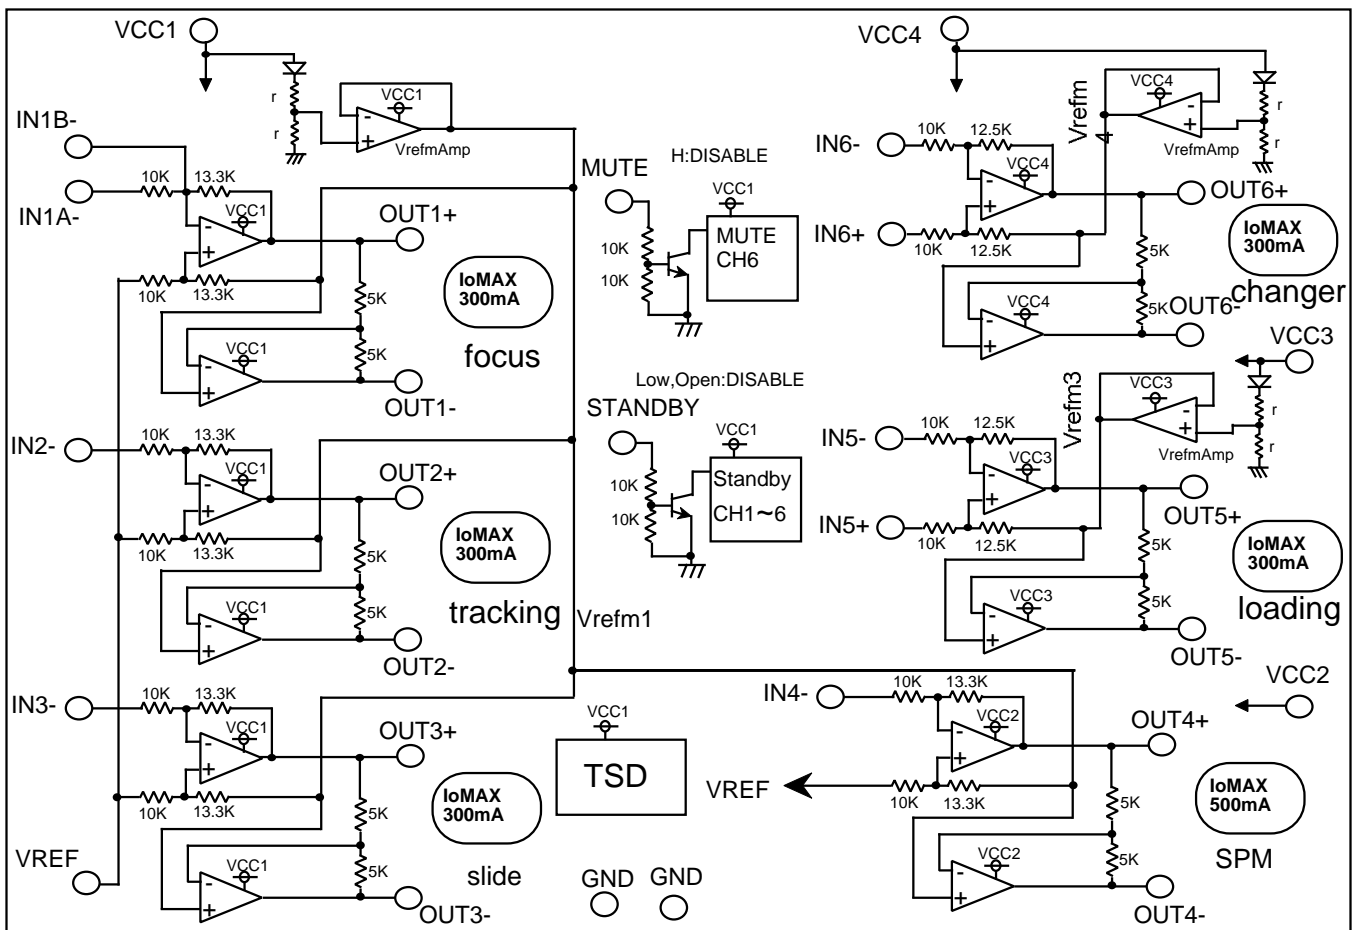 VCC1
VCC1
r
r
VrefmAmp
IN1B-
IN1A-
10K
13.3K
VCC1
OUT1+
10K
13.3K
5K
5K
VCC1
OUT1-
IoMAX
300mA
focus
IN2-
10K
13.3K
VCC1
OUT2+
10K
13.3K
5K
5K
VCC1
OUT2-
IoMAX
300mA
tracking
Vrefm1
IN3-
10K
13.3K
VCC1
OUT3+
10K
13.3K
5K
5K
VCC1
OUT3-
IoMAX
300mA
slide
VREF
H:DISABLE
MUTE
VCC1
10K
10K
MUTE
CH6
Low,Open:DISABLE
STANDBY
VCC1
10K
10K
Standby
CH1~6
VCC1
TSD
GND
GND
VCC4
VCC4
r
r
VrefmAmp
Vrefm
4
IN6-
10K
12.5K
VCC4
OUT6+
IN6+
10K
12.5K
5K
5K
VCC4
OUT6-
IoMAX
300mA
changer
VCC3
VCC3
r
r
VrefmAmp
Vrefm3
IN5-
10K
12.5K
VCC3
OUT5+
IN5+
10K
12.5K
5K
5K
VCC3
OUT5-
IoMAX
300mA
loading
VCC2
IN4-
10K
13.3K
VCC2
OUT4+
VREF
10K
13.3K
5K
5K
VCC2
OUT4-
IoMAX
500mA
SPM